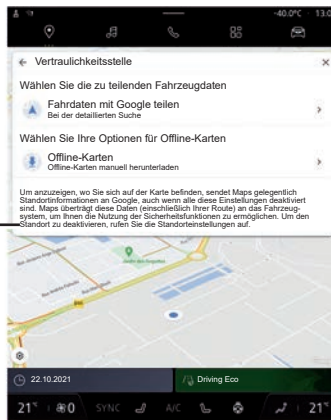 -40.0°C
13:0
Vertraulichkeitsstelle
Wählen Sie die zu teilenden Fahrzeugdaten
Fahrdaten mit Google teilen
Bei der detaillierten Suche
Wählen Sie Ihre Optionen für Offline-Karten
Offline-Karten
Offline-Karten manuell herunterladen
Um anzuzeigen, wo Sie sich auf der Karte befinden, sendet Maps gelegentlich
Standortinformationen an Google, auch wenn alle diese Einstellungen deaktiviert
sind. Maps überträgt diese Daten (einschließlich Ihrer Route) an das Fahrzeug-
system, um Ihnen die Nutzung der Sicherheitsfunktionen zu ermöglichen. Um den
Standort zu deaktivieren, rufen Sie die Standorteinstellungen auf.
22.10.2021
Driving Eco
21°
0
SYNC
A/C
21°